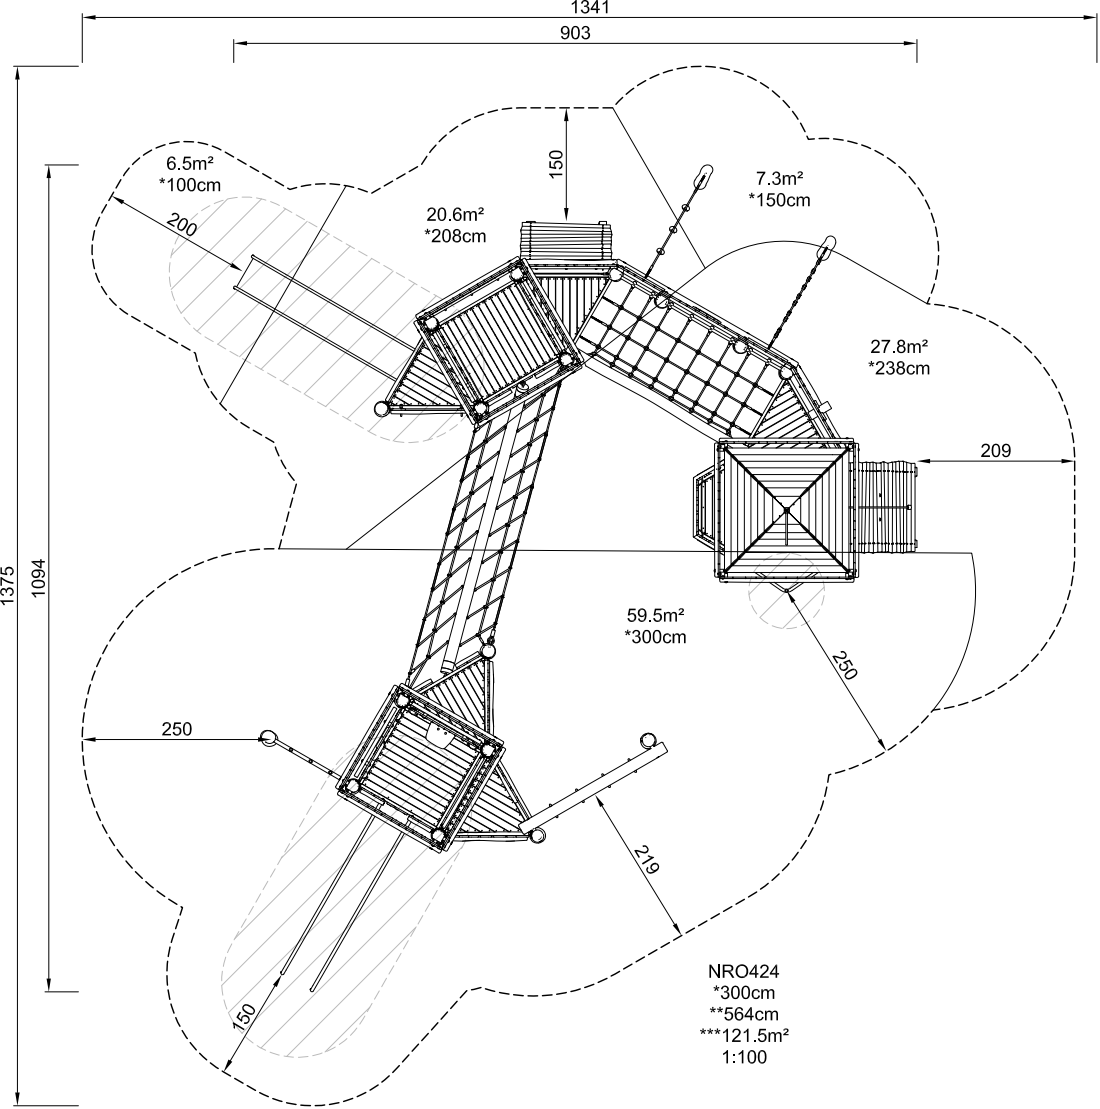 1341
903
6.5m²
*100cm
150
7.3m²
*150cm
200
20.6m²
*208cm
27.8m²
*238cm
209
1375
1094
59.5m²
*300cm
250
250
219
NRO424
*300cm
**564cm
***121.5m²
1:100
150